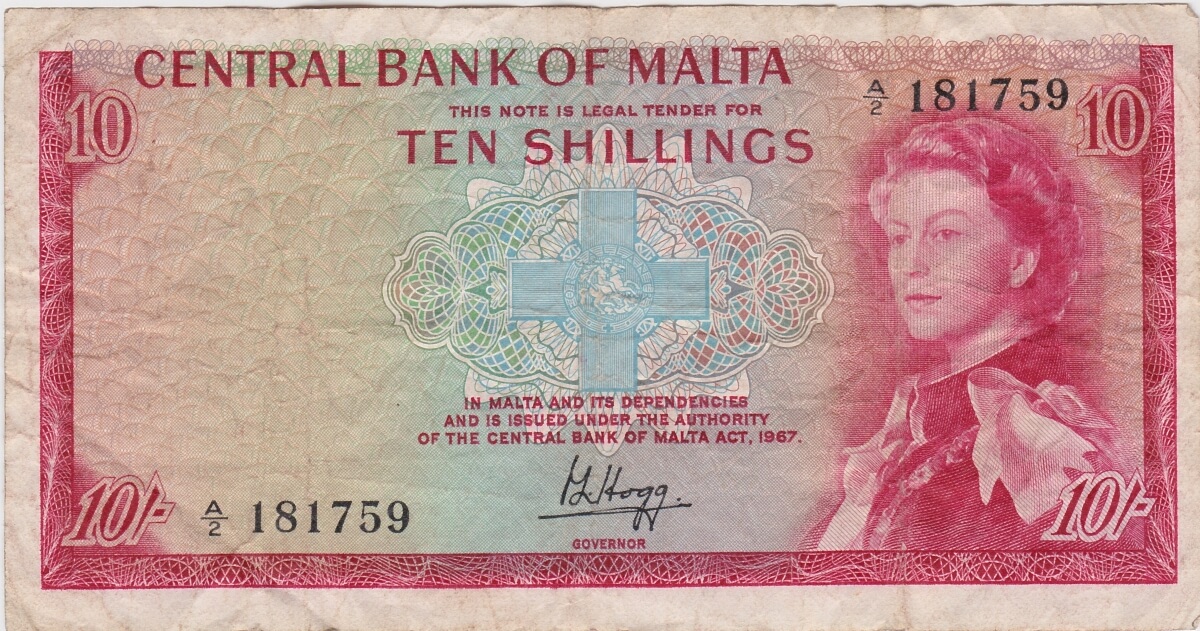 CENTRAL BANK OF MALTA
A/2 181759
10
10
THIS NOTE IS LEGAL TENDER FOR
TEN SHILLINGS
IN MALTA AND ITS DEPENDENCIES
AND IS ISSUED UNDER THE AUTHORITY
OF THE CENTRAL BANK OF MALTA ACT, 1967.
Hogg.
GOVERNOR
10/-
A/2 181759
10/-